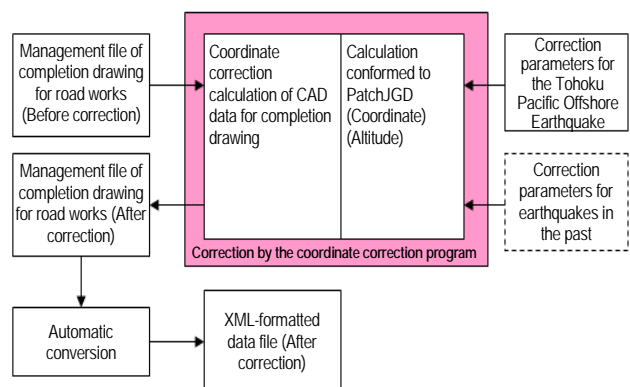 Management file of
completion drawing
for road works
(Before correction)
Coordinate
correction
calculation of CAD
data for completion
drawing
Calculation
conformed to
PatchJGD
(Coordinate)
(Altitude)
Correction
parameters for
the Tohoku
Pacific Offshore
Earthquake
Management file of
completion drawing
for road works (After
correction)
Correction
parameters for
earthquakes in
the past
Correction by the coordinate correction program
Automatic
conversion
XML-formatted
data file (After
correction)